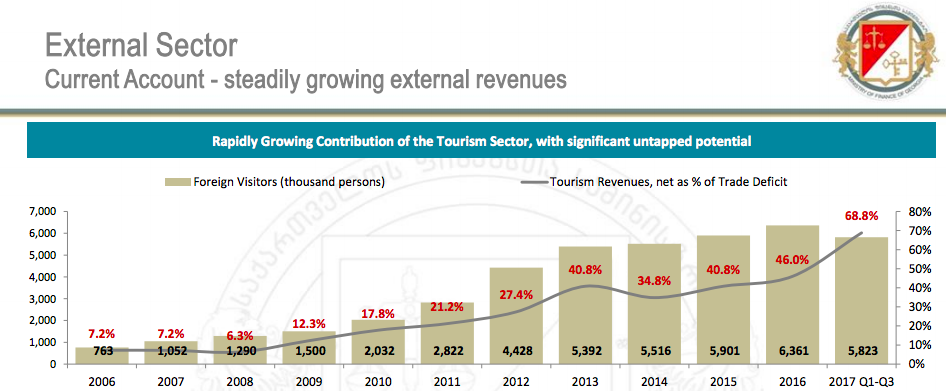 External Sector
Current Account - steadily growing external revenues
MINISTRY OF FINANCE OF GEORGIA
Rapidly Growing Contribution of the Tourism Sector, with significant untapped potential
Foreign Visitors (thousand persons) Tourism Revenues, net as % of Trade Deficit
7,000 80%
6,000 70%
5,000 60%
4,000 50%
3,000 40%
2,000 30%
1,000 20%
0 10%
0%
7.2% 7.2% 6.3% 12.3% 17.8% 21.2% 27.4% 40.8% 34.8% 40.8% 46.0% 68.8%
763 1,052 1,290 1,500 2,032 2,822 4,428 5,392 5,516 5,901 6,361 5,823
2006 2007 2008 2009 2010 2011 2012 2013 2014 2015 2016 2017 Q1-Q3